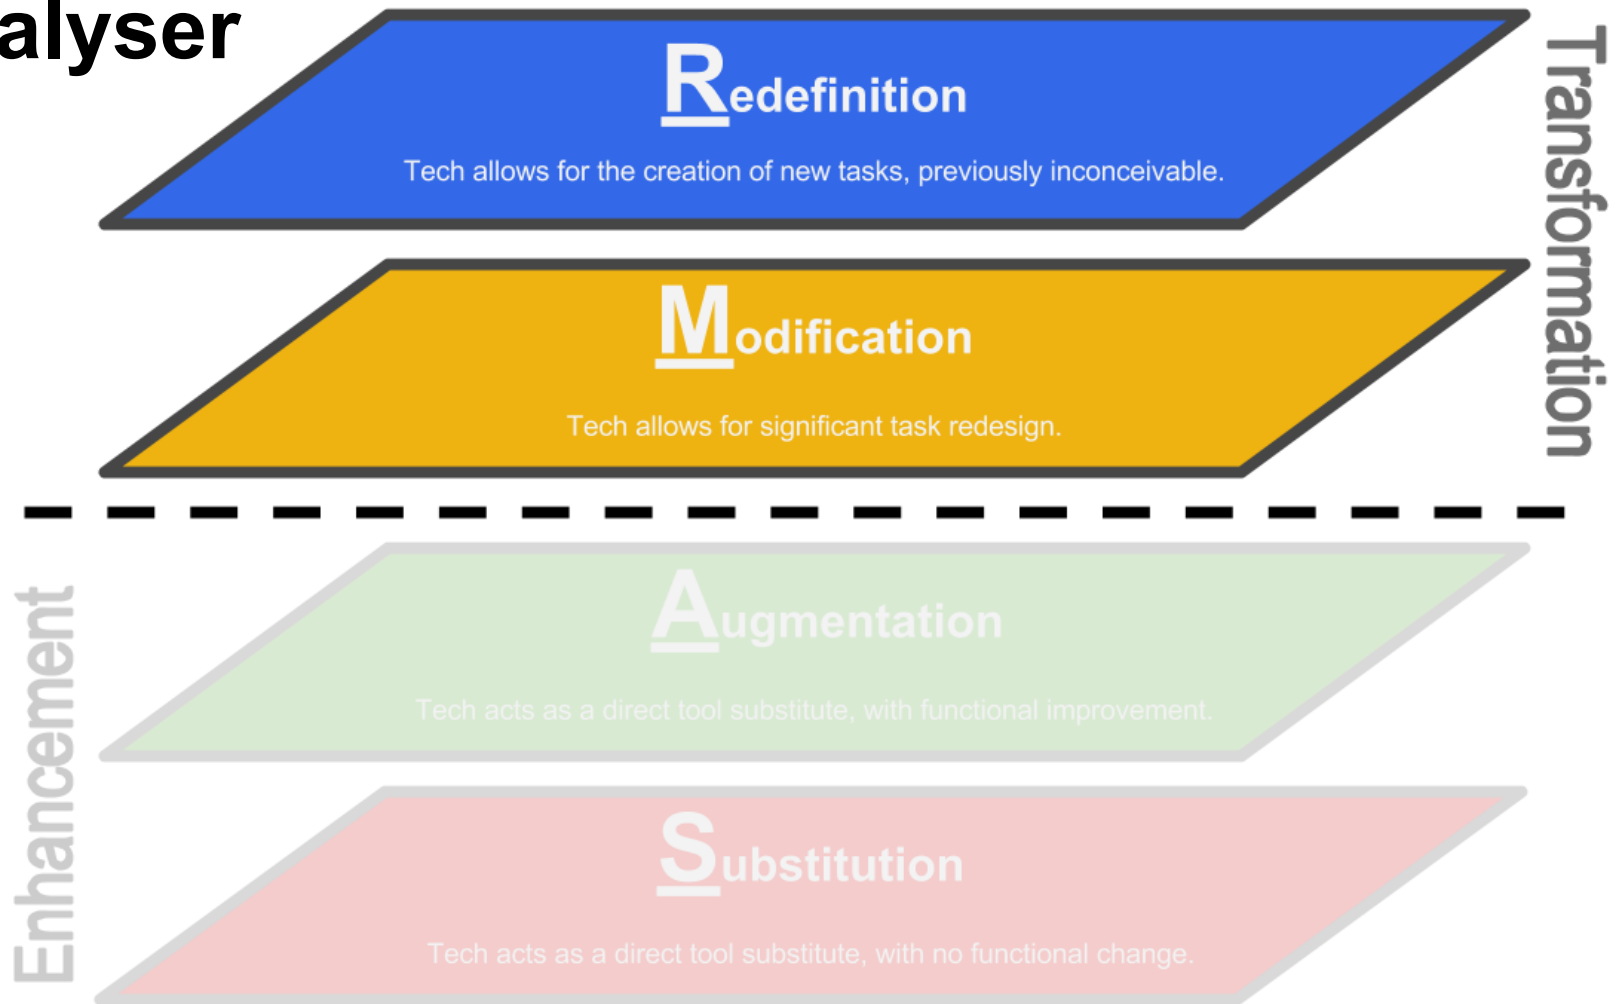 alyser
Redefinition
Tech allows for the creation of new tasks, previously inconceivable.
Transformation
Modification
Tech allows for significant task redesign.
Enhancement
Augmentation
Tech acts as a direct tool substitute, with functional improvement.
Substitution
Tech acts as a direct tool substitute, with no functional change.